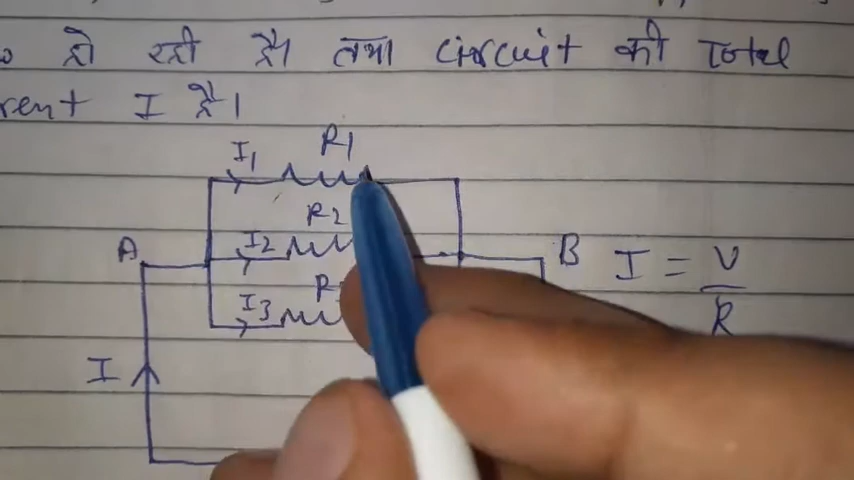 हो रही है। तथा circuit की Total
rent I है।
R1
I1
R2
I2
A
B
I = V
R
I3
I